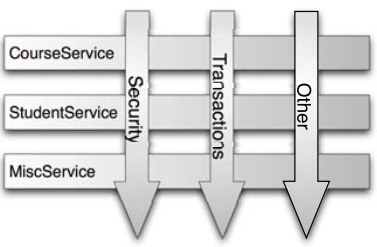 CourseService
StudentService
MiscService
Security
Transactions
Other